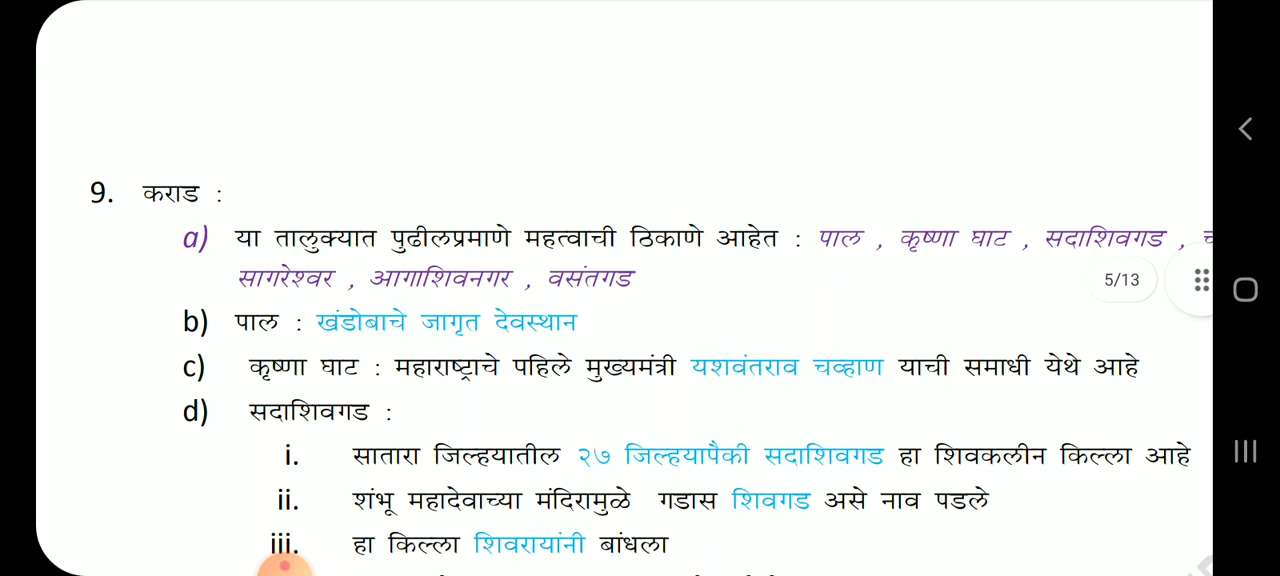 9. कराड :
a) या तालुक्यात पुढीलप्रमाणे महत्वाची ठिकाणे आहेत : पाल , कृष्णा घाट , सदाशिवगड ,
सागरेश्वर , आगाशिवनगर , वसंतगड
5/13
b) पाल : खंडोबाचे जागृत देवस्थान
c) कृष्णा घाट : महाराष्ट्राचे पहिले मुख्यमंत्री यशवंतराव चव्हाण याची समाधी येथे आहे
d) सदाशिवगड :
i. सातारा जिल्हयातील २७ जिल्हयापैकी सदाशिवगड हा शिवकलीन किल्ला आहे
ii. शंभू महादेवाच्या मंदिरामुळे गडास शिवगड असे नाव पडले
iii. हा किल्ला शिवरायांनी बांधला